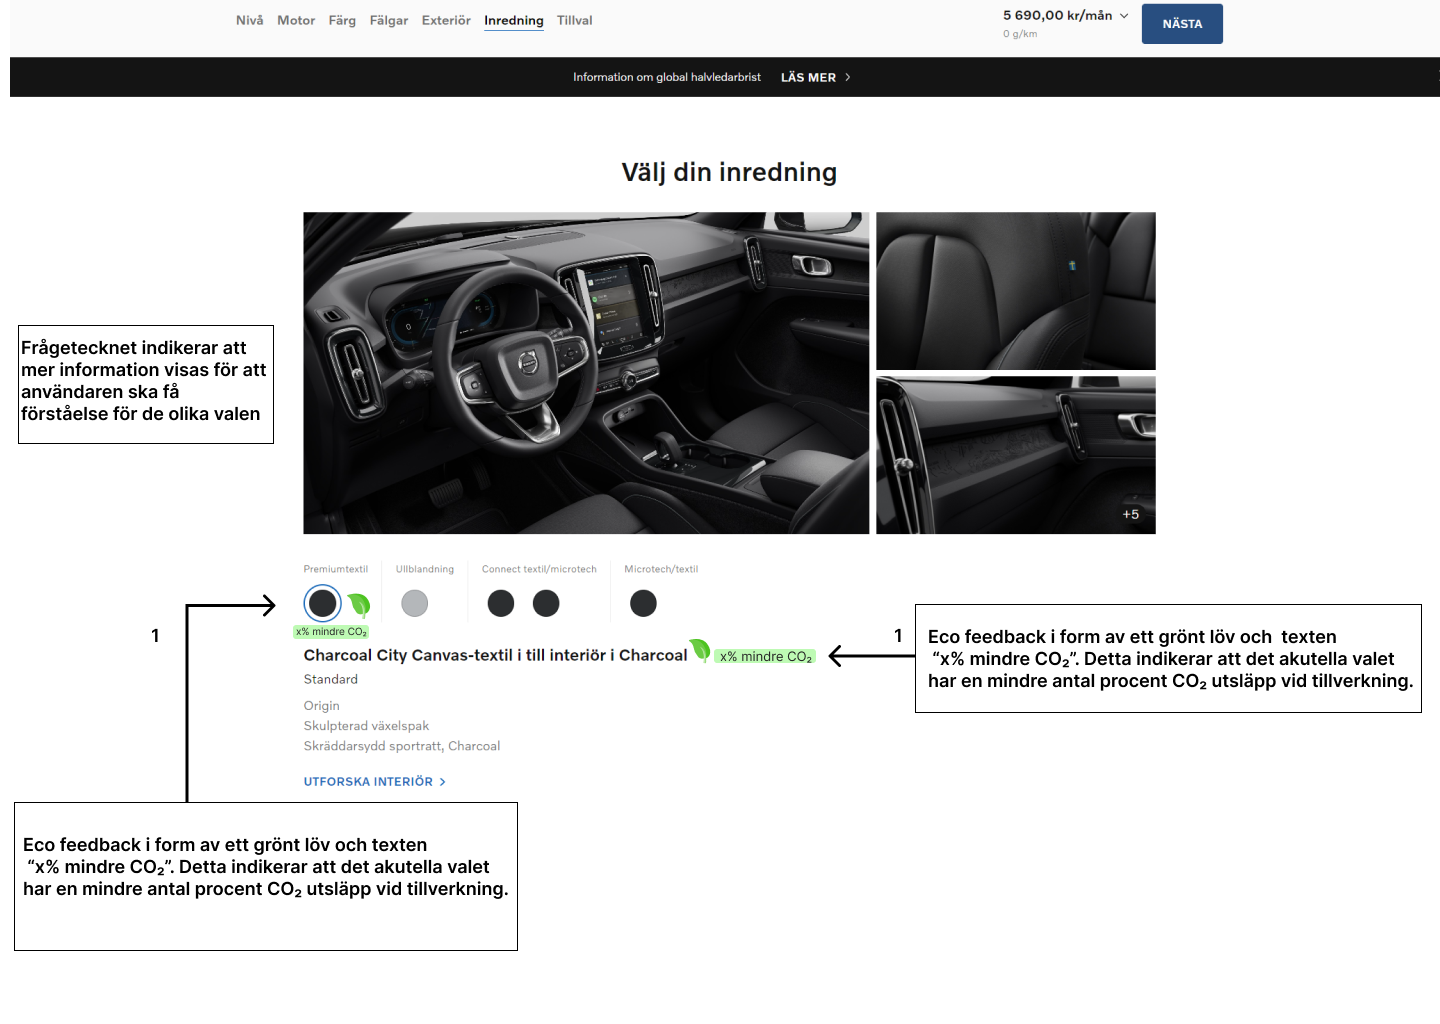 Nivå Motor Färg Fälgar Exteriör Inredning Tillval
5 690,00 kr/mån
0 g/km
NÄSTA
Information om global halvledarbrist LÄS MER
Välj din inredning
Frågetecknet indikerar att
mer information visas för att
användaren ska få
förståelse för de olika valen
+5
Premiumtextil Ullblandning Connect textil/microtech Microtech/textil
x% mindre CO₂
Charcoal City Canvas-textil i till interiör i Charcoal x% mindre CO₂
Standard
Origin
Skulpterad växelspak
Skräddarsydd sportratt, Charcoal
UTFORSKA INTERIÖR
1
Eco feedback i form av ett grönt löv och texten
“x% mindre CO₂”. Detta indikerar att det akutella valet
har en mindre antal procent CO₂ utsläpp vid tillverkning.
1
Eco feedback i form av ett grönt löv och texten
“x% mindre CO₂”. Detta indikerar att det akutella valet
har en mindre antal procent CO₂ utsläpp vid tillverkning.